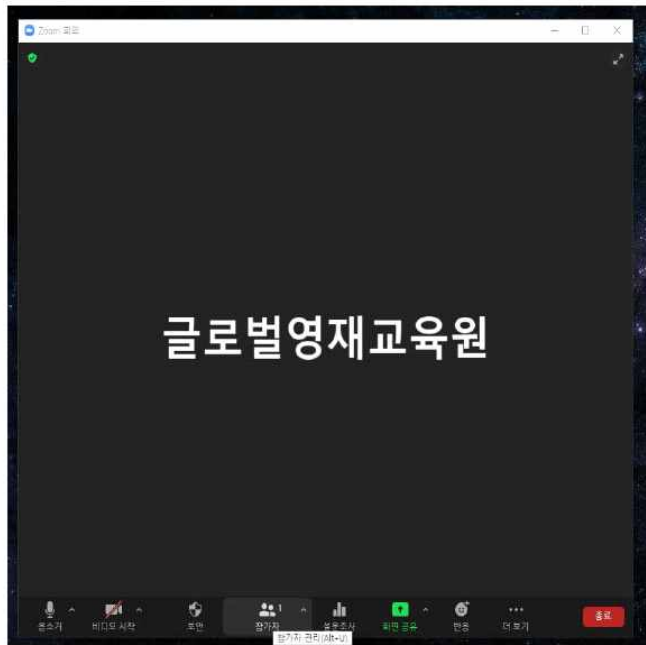 Zoom 회의
글로벌영재교육원
1
음소거
비디오 시작
보안
참가자
설문조사
화면 공유
반응
더 보기
종료
참가자 관리(Alt+U)